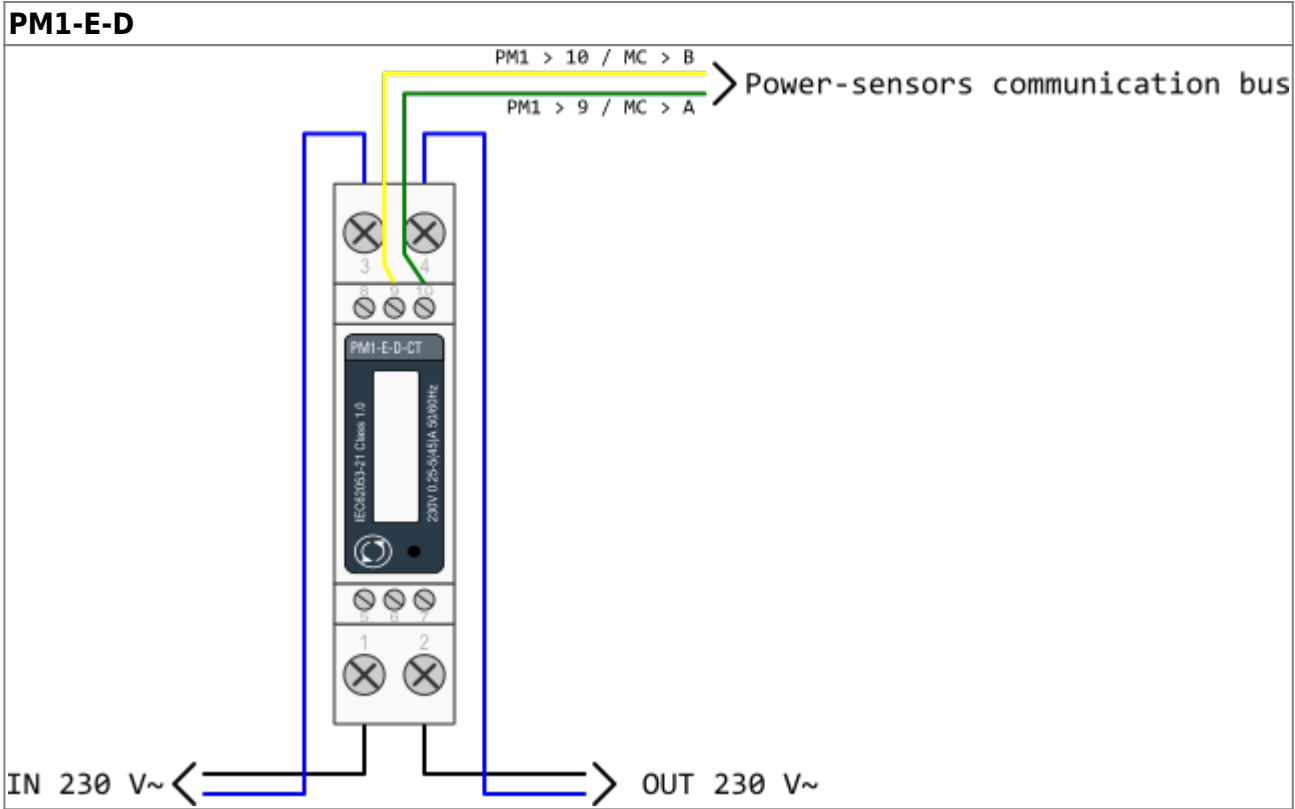 PM1-E-D
PM1 > 10 / MC > B
Power-sensors communication bus
PM1 > 9 / MC > A
3 4
8 9 10
PM1-E-D-CT
IEC62053-21 Class 1.0
230V 0.25-5(45)A 50/60Hz
5 6 7
1 2
IN 230 V~
OUT 230 V~